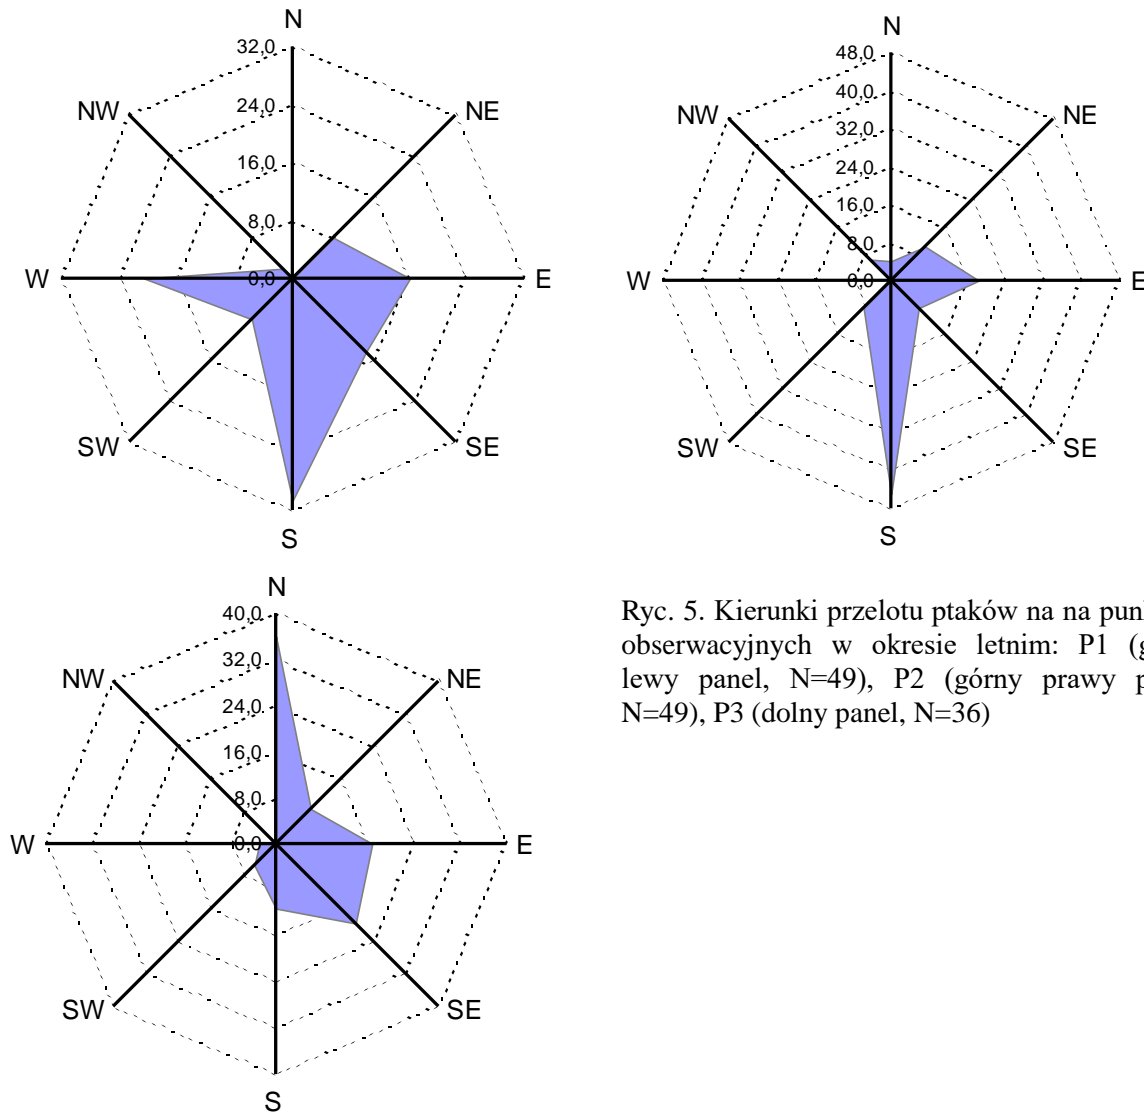 N
32,0
24,0
16,0
8,0
0,0
NW
NE
W
E
SW
SE
S
N
48,0
40,0
32,0
24,0
16,0
8,0
0,0
NW
NE
W
E
SW
SE
S
N
40,0
32,0
24,0
16,0
8,0
0,0
NW
NE
W
E
SW
SE
S
Ryc. 5. Kierunki przelotu ptaków na na pun
obserwacyjnych w okresie letnim: P1 (g
lewy panel, N=49), P2 (górny prawy p
N=49), P3 (dolny panel, N=36)